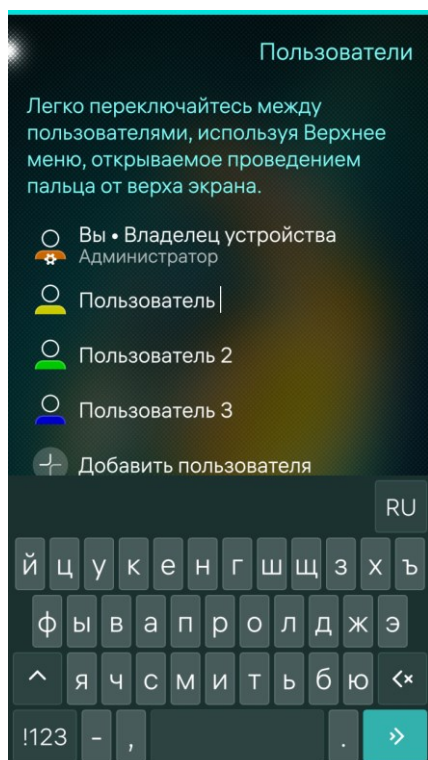 Пользователи
Легко переключайтесь между
пользователями, используя Верхнее
меню, открываемое проведением
пальца от верха экрана.
Вы • Владелец устройства
Администратор
Пользователь
Пользователь 2
Пользователь 3
Добавить пользователя
RU
й ц у к е н г ш щ з х ъ
ф ы в а п р о л д ж э
я ч с м и т ь б ю
!123 - , .